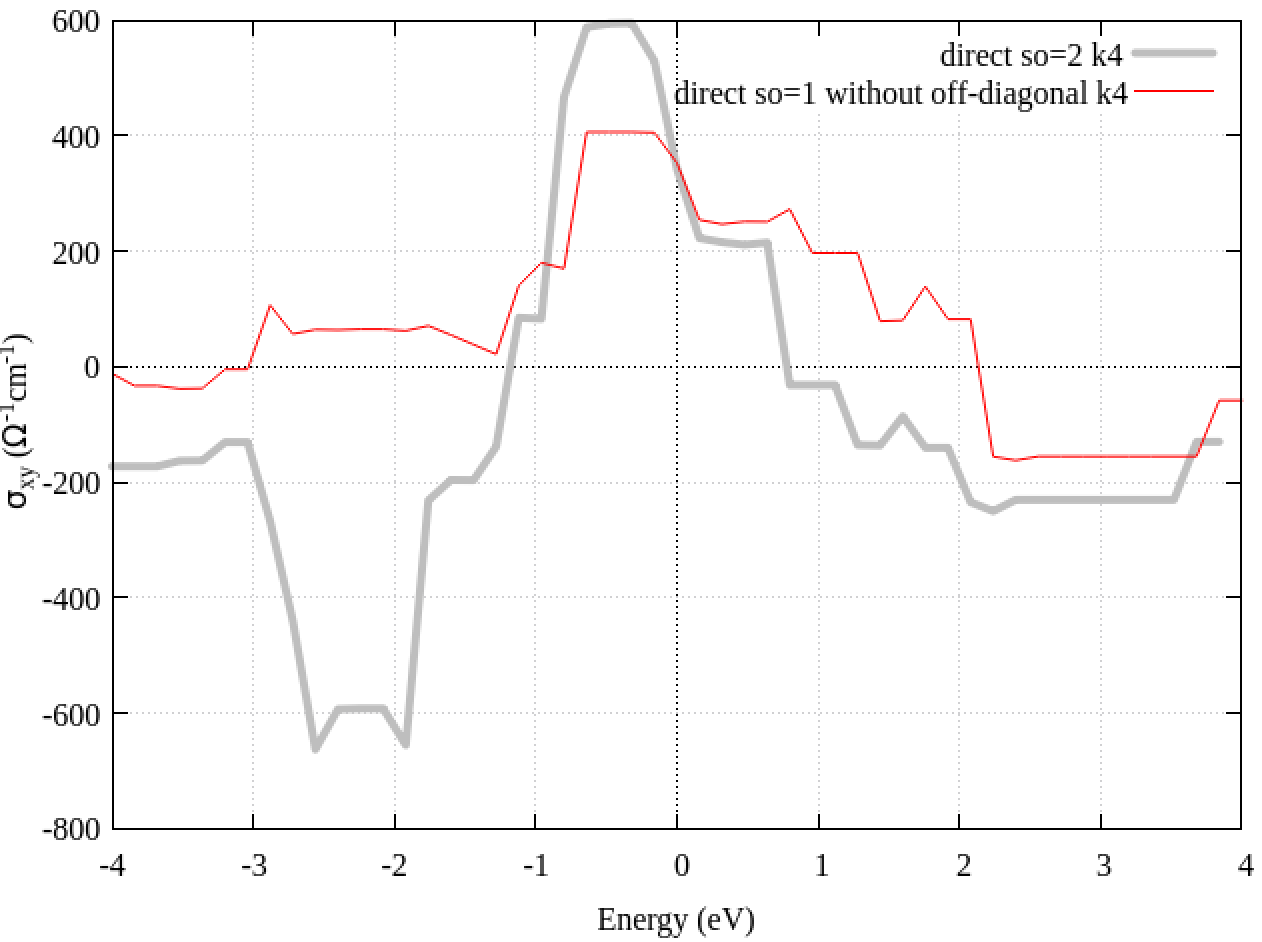 600
400
200
0
-200
-400
-600
-800
σxy (Ω-1cm-1)
direct so=2 k4
direct so=1 without off-diagonal k4
-4 -3 -2 -1 0 1 2 3 4
Energy (eV)